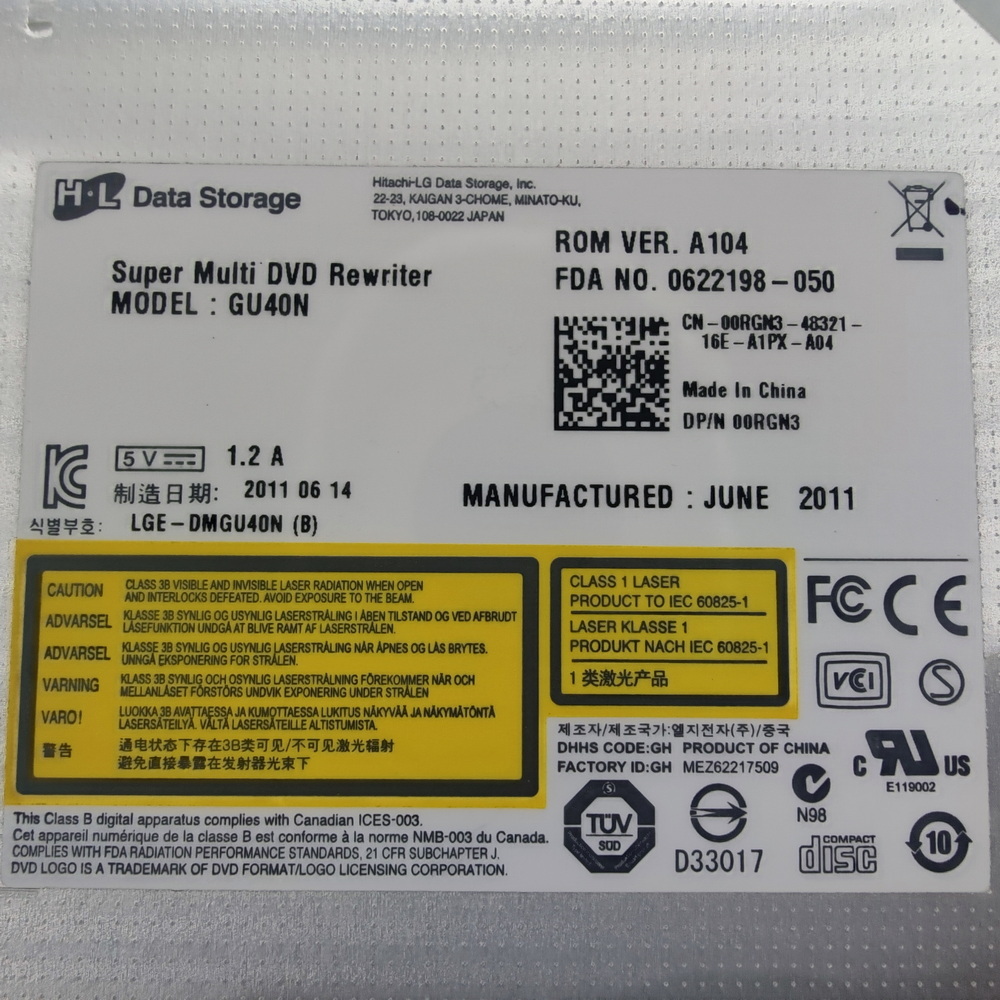 H·L Data Storage
Hitachi-LG Data Storage, Inc.
22-23, KAIGAN 3-CHOME, MINATO-KU,
TOKYO,108-0022 JAPAN
ROM VER. A104
FDA NO. 0622198-050
Super Multi DVD Rewriter
MODEL : GU40N
CN-00RGN3-48321-
16E-A1PX-A04
Made In China
DP/N 00RGN3
5 V
1.2 A
制造日期: 2011 06 14
MANUFACTURED : JUNE 2011
식별부호: LGE-DMGU40N (B)
CAUTION
CLASS 3B VISIBLE AND INVISIBLE LASER RADIATION WHEN OPEN
AND INTERLOCKS DEFEATED. AVOID EXPOSURE TO THE BEAM.
ADVARSEL
KLASSE 3B SYNLIG OG USYNLIG LASERSTRÅLING I ÅBEN TILSTAND OG VED AFBRUDT
LÅSEFUNKTION UNDGÅ AT BLIVE RAMT AF LASERSTRÅLEN.
ADVARSEL
KLASSE 3B SYNLIG OG USYNLIG LASERSTRÅLING NÅR ÅPNES OG LÅS BRYTES.
UNNGÅ EKSPONERING FOR STRÅLEN.
VARNING
KLASS 3B SYNLIG OCH OSYNLIG LASERSTRÅLNING FÖREKOMMER NÄR OCH
MELLANLÅSET FÖRSTÖRS UNDVIK EXPONERING UNDER STRÅLEN
VARO!
LUOKKA 3B AVATTAESSA JA KUMOTTAESSA LUKITUS NÄKYVÄÄ JA NÄKYMÄTÖNTÄ
LASERSÄTEILYÄ. VÄLTÄ LASERSÄTEILLE ALTISTUMISTA.
警告
通电状态下存在3B类可见/不可见激光辐射
避免直接暴露在发射器光束下
CLASS 1 LASER
PRODUCT TO IEC 60825-1
LASER KLASSE 1
PRODUKT NACH IEC 60825-1
1 类激光产品
FC CE
VCI S
제조자/제조국가:엘지전자(주)/중국
DHHS CODE:GH PRODUCT OF CHINA
FACTORY ID:GH MEZ62217509
N98
C RU US
E119002
TÜV
SÜD
D33017
COMPACT
disc
10
This Class B digital apparatus complies with Canadian ICES-003.
Cet appareil numérique de la classe B est conforme à la norme NMB-003 du Canada.
COMPLIES WITH FDA RADIATION PERFORMANCE STANDARDS, 21 CFR SUBCHAPTER J.
DVD LOGO IS A TRADEMARK OF DVD FORMAT/LOGO LICENSING CORPORATION.